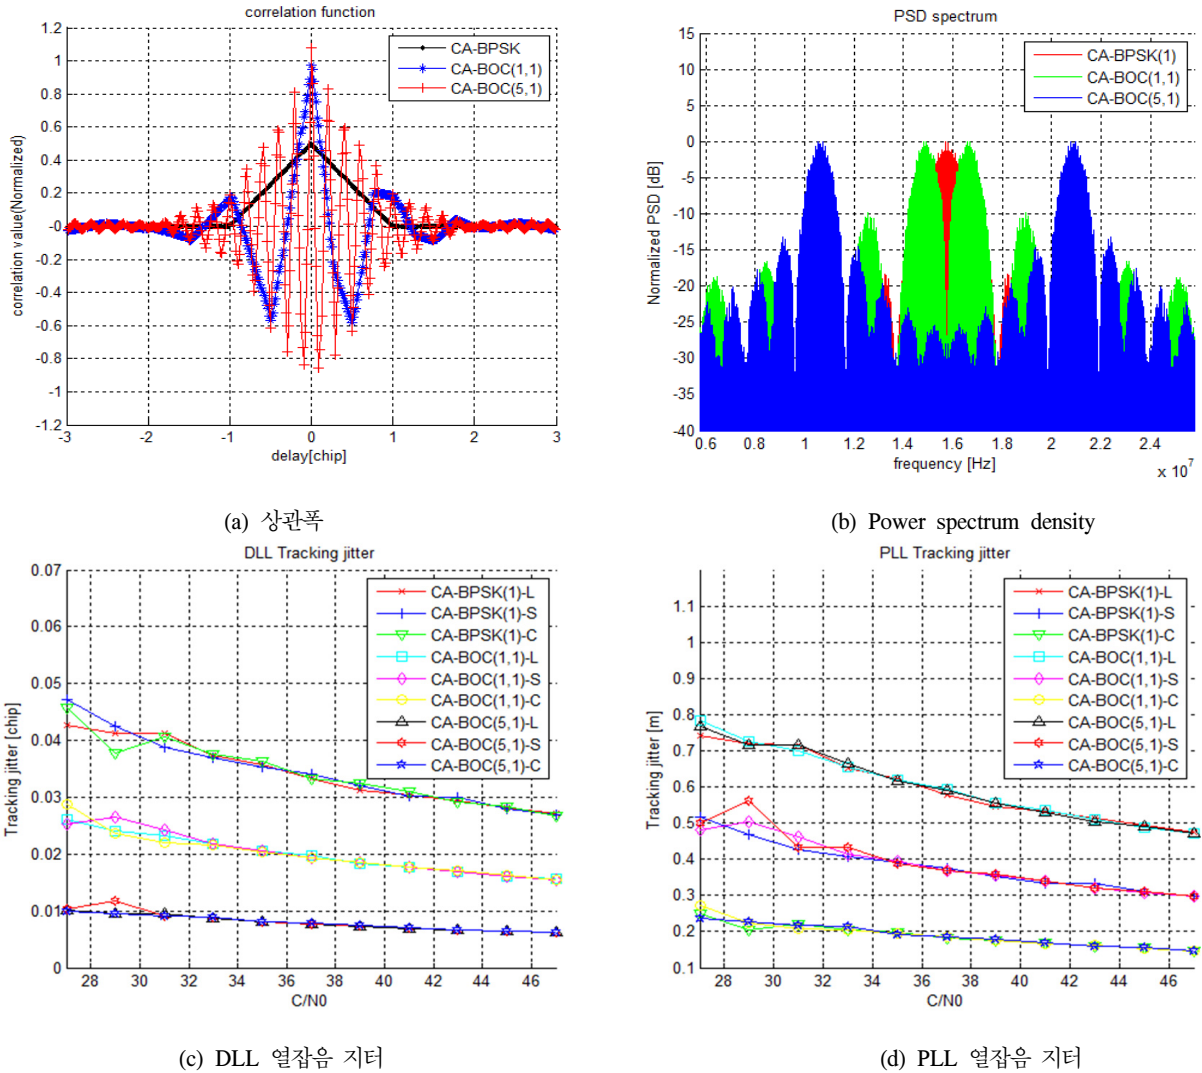 correlation function
correlation value(Normalized)
1.2
1
0.8
0.6
0.4
0.2
-0
-0.2
-0.4
-0.6
-0.8
-1
-1.2
-3
-2
-1
0
1
2
3
delay[chip]
CA-BPSK
CA-BOC(1,1)
CA-BOC(5,1)
(a) 상관폭
PSD spectrum
Normalized PSD [dB]
15
10
5
0
-5
-10
-15
-20
-25
-30
-35
-40
0.6
0.8
1
1.2
1.4
1.6
1.8
2
2.2
2.4
frequency [Hz]
x 10^7
CA-BPSK(1)
CA-BOC(1,1)
CA-BOC(5,1)
(b) Power spectrum density
DLL Tracking jitter
Tracking jitter [chip]
0.07
0.06
0.05
0.04
0.03
0.02
0.01
0
28
30
32
34
36
38
40
42
44
46
C/N0
CA-BPSK(1)-L
CA-BPSK(1)-S
CA-BPSK(1)-C
CA-BOC(1,1)-L
CA-BOC(1,1)-S
CA-BOC(1,1)-C
CA-BOC(5,1)-L
CA-BOC(5,1)-S
CA-BOC(5,1)-C
(c) DLL 열잡음 지터
PLL Tracking jitter
Tracking jitter [m]
1.1
1
0.9
0.8
0.7
0.6
0.5
0.4
0.3
0.2
0.1
28
30
32
34
36
38
40
42
44
46
C/N0
CA-BPSK(1)-L
CA-BPSK(1)-S
CA-BPSK(1)-C
CA-BOC(1,1)-L
CA-BOC(1,1)-S
CA-BOC(1,1)-C
CA-BOC(5,1)-L
CA-BOC(5,1)-S
CA-BOC(5,1)-C
(d) PLL 열잡음 지터